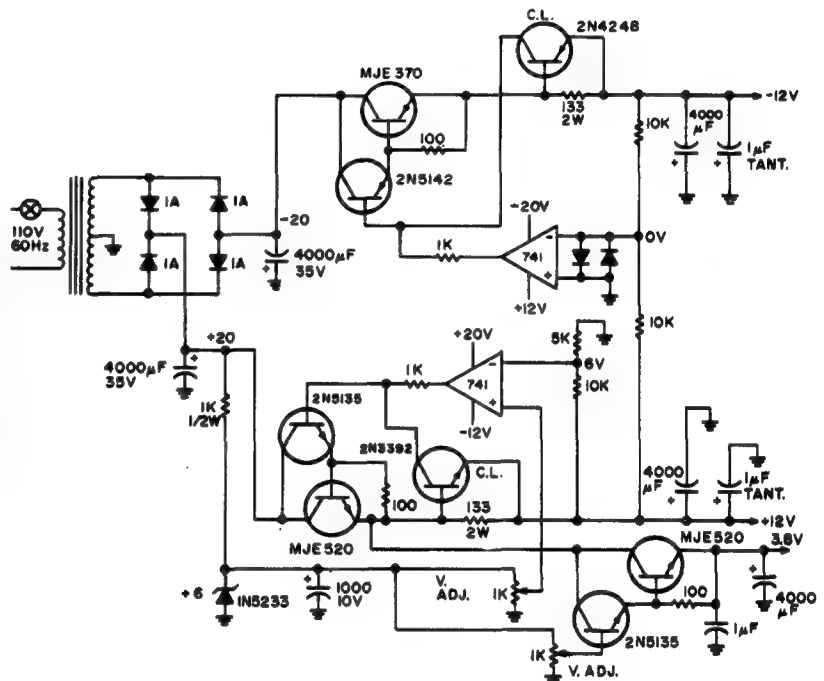 C.L.
2N4248
MJE 370
133
2W
-12V
100
10K
4000
μF
+
1μF
TANT.
+
2N5142
1A
1A
-20
-20V
1K
741
-
+
0V
110V
60Hz
1A
1A
4000μF
35V
+
+12V
10K
+20
+20V
5K
6V
4000μF
35V
+
1K
741
-
+
10K
1K
1/2W
2N5135
-12V
2N3392
C.L.
4000
μF
+
1μF
TANT.
+
100
133
2W
+12V
MJE520
MJE520
3.8V
+6
1N5233
+
1000
10V
V.
ADJ.
1K
100
+
4000
μF
+
1μF
2N5135
1K
V. ADJ.